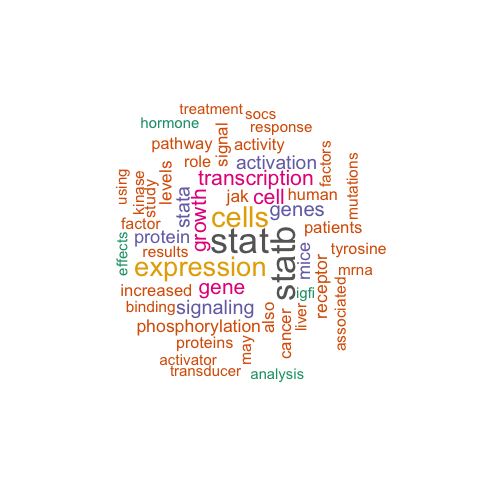 treatment
socs
hormone
response
signal
pathway
activity
role
activation
factors
mutations
using
kinase
study
levels
transcription
stata
jak
cell
human
growth
cells
genes
factor
patients
protein
stat
statb
effects
results
mice
tyrosine
expression
receptor
mrna
increased
gene
igfi
associated
binding
signaling
liver
phosphorylation
also
cancer
proteins
may
activator
transducer
analysis